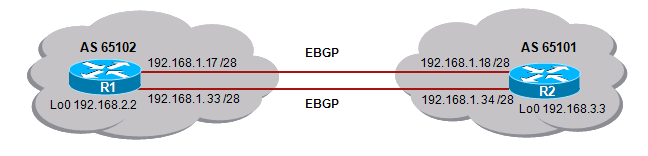 AS 65102
EBGP
AS 65101
192.168.1.17 /28
192.168.1.18 /28
R1
R2
192.168.1.33 /28
192.168.1.34 /28
Lo0 192.168.2.2
EBGP
Lo0 192.168.3.3